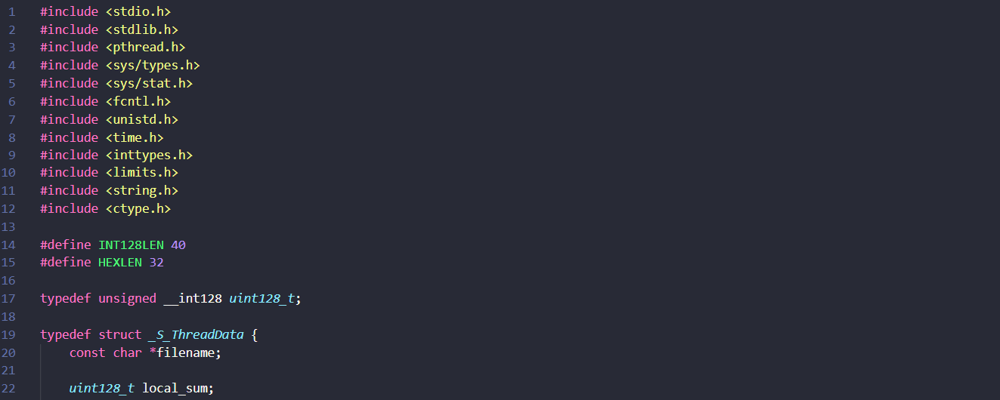 1 #include <stdio.h>
2 #include <stdlib.h>
3 #include <pthread.h>
4 #include <sys/types.h>
5 #include <sys/stat.h>
6 #include <fcntl.h>
7 #include <unistd.h>
8 #include <time.h>
9 #include <inttypes.h>
10 #include <limits.h>
11 #include <string.h>
12 #include <ctype.h>
13
14 #define INT128LEN 40
15 #define HEXLEN 32
16
17 typedef unsigned __int128 uint128_t;
18
19 typedef struct _S_ThreadData {
20     const char *filename;
21
22     uint128_t local_sum;